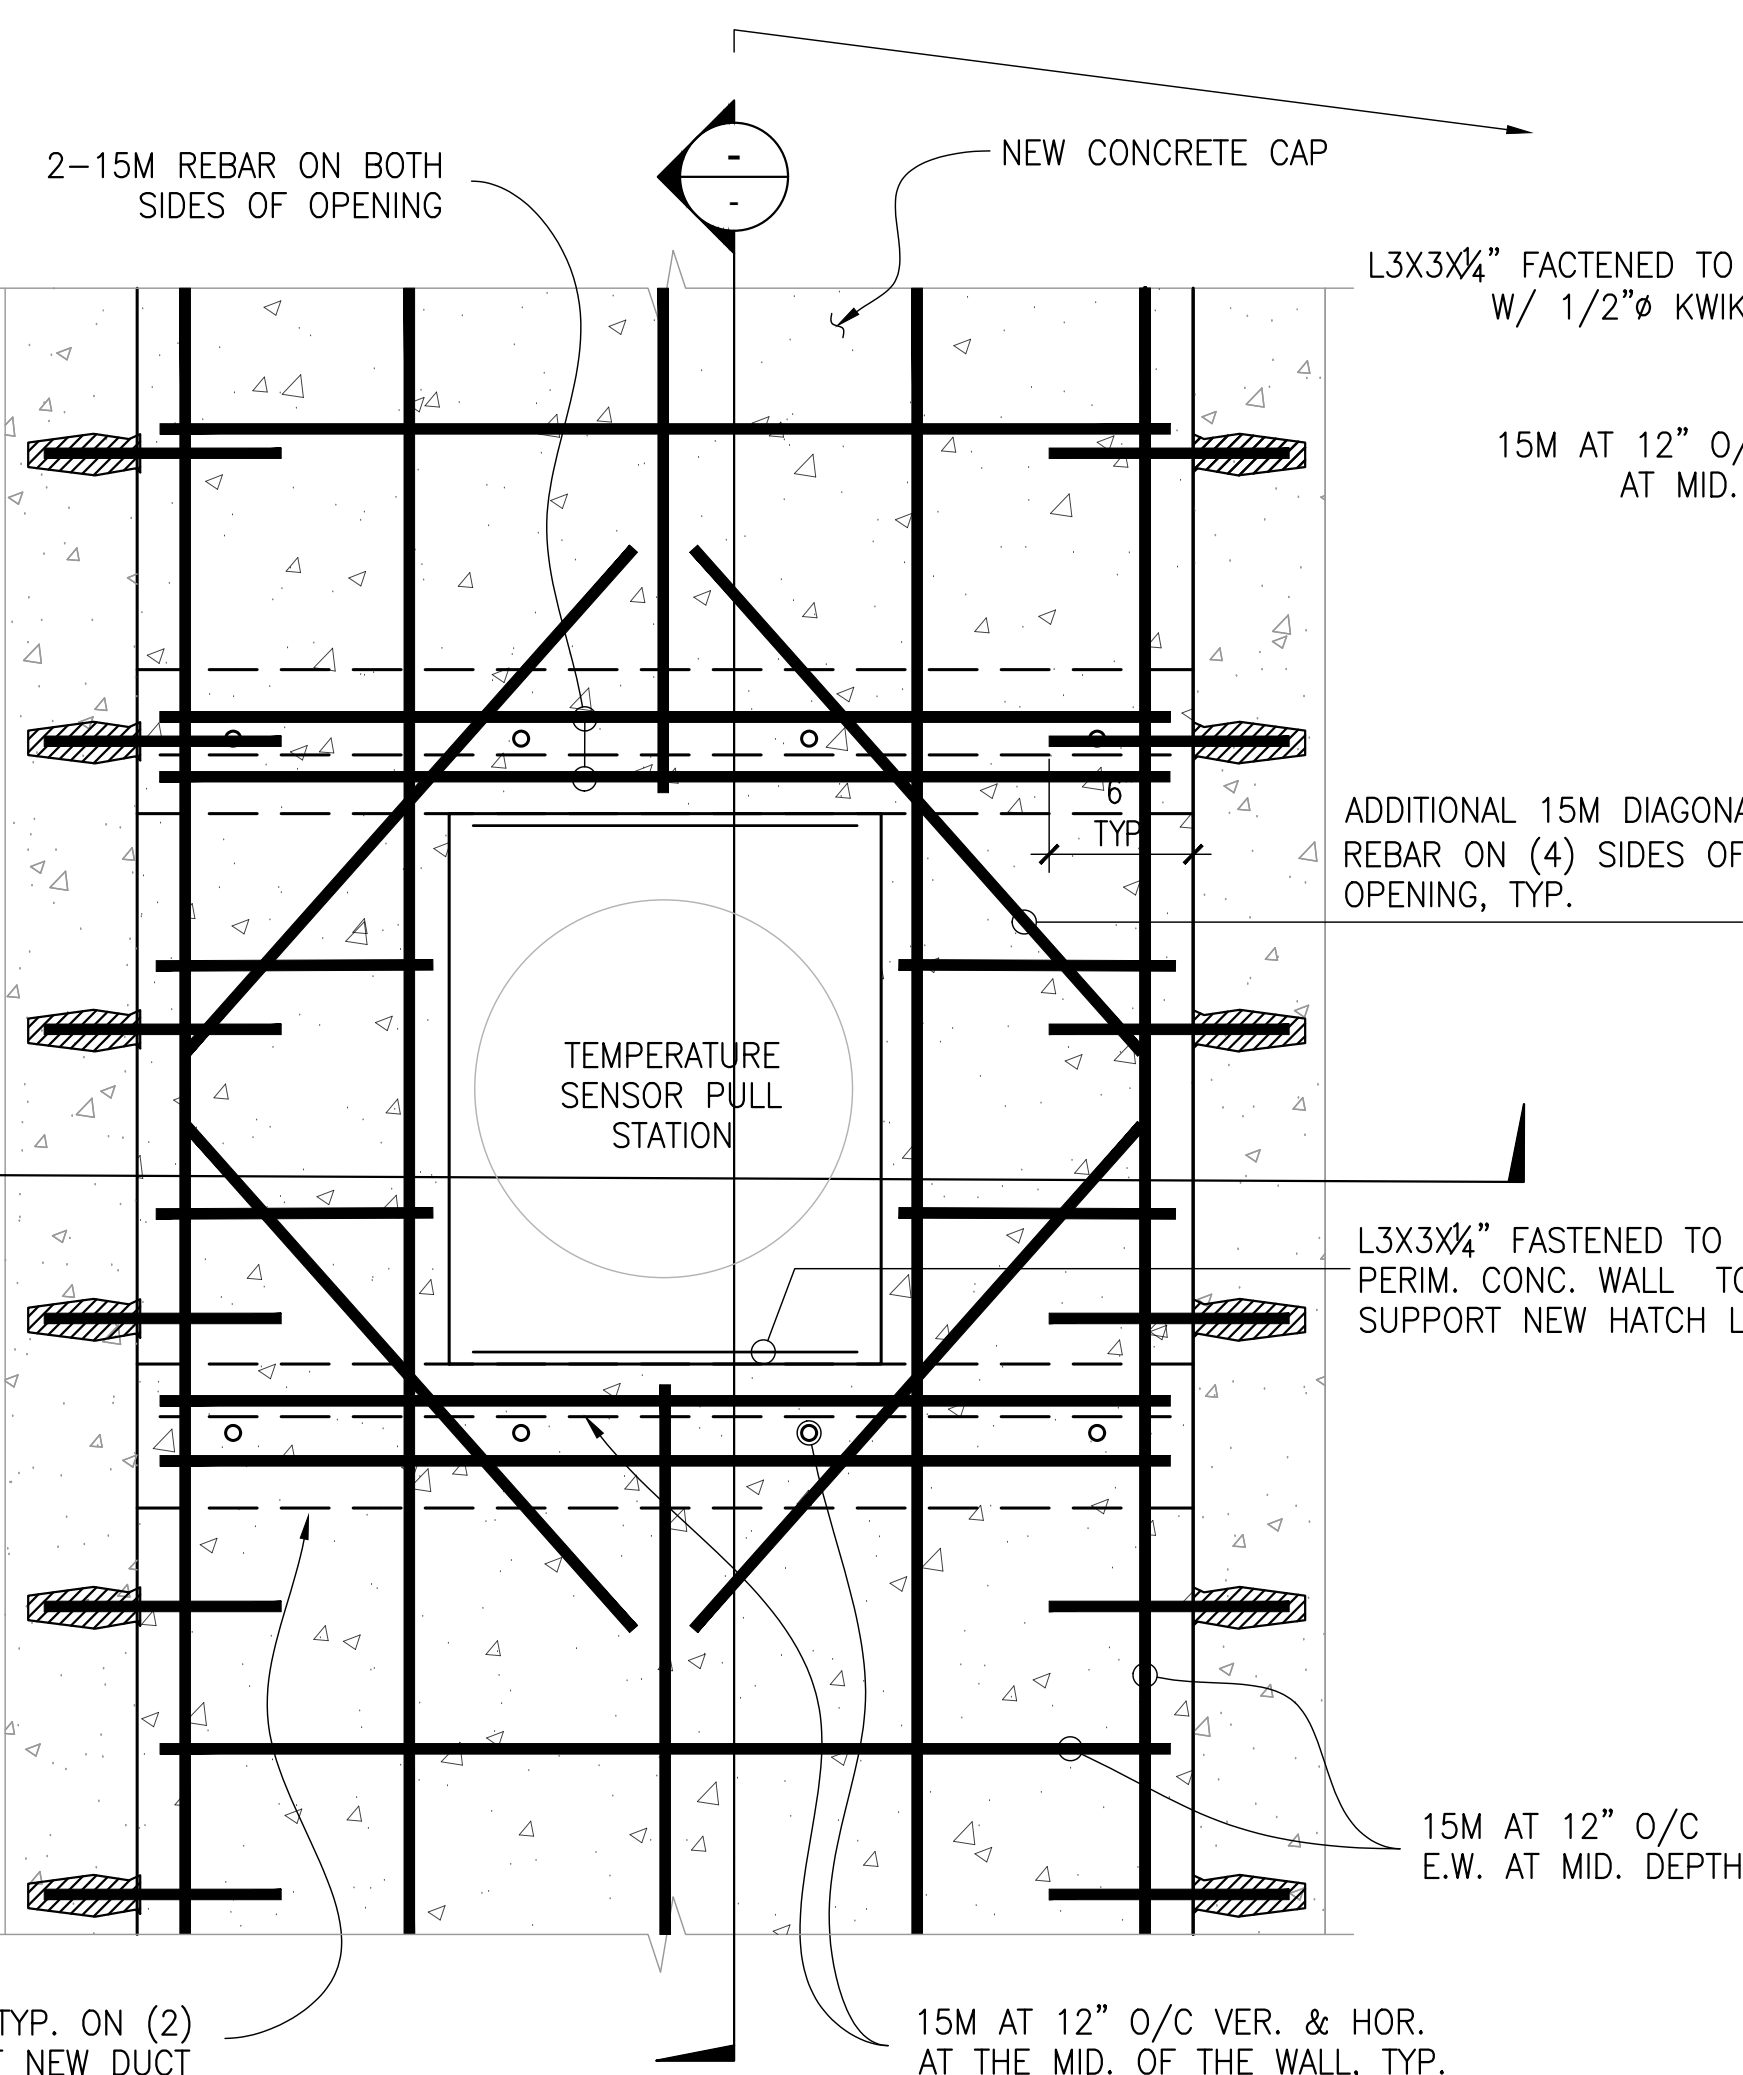 2-15M REBAR ON BOTH
SIDES OF OPENING
-
-
NEW CONCRETE CAP
L3X3X¼" FACTENED TO
W/ 1/2"ø KWIK
15M AT 12" O/
AT MID.
6
TYP
ADDITIONAL 15M DIAGONA
REBAR ON (4) SIDES OF
OPENING, TYP.
TEMPERATURE
SENSOR PULL
STATION
L3X3X¼" FASTENED TO
PERIM. CONC. WALL TO
SUPPORT NEW HATCH L
15M AT 12" O/C
E.W. AT MID. DEPTH
TYP. ON (2)
NEW DUCT
15M AT 12" O/C VER. & HOR.
AT THE MID. OF THE WALL. TYP.